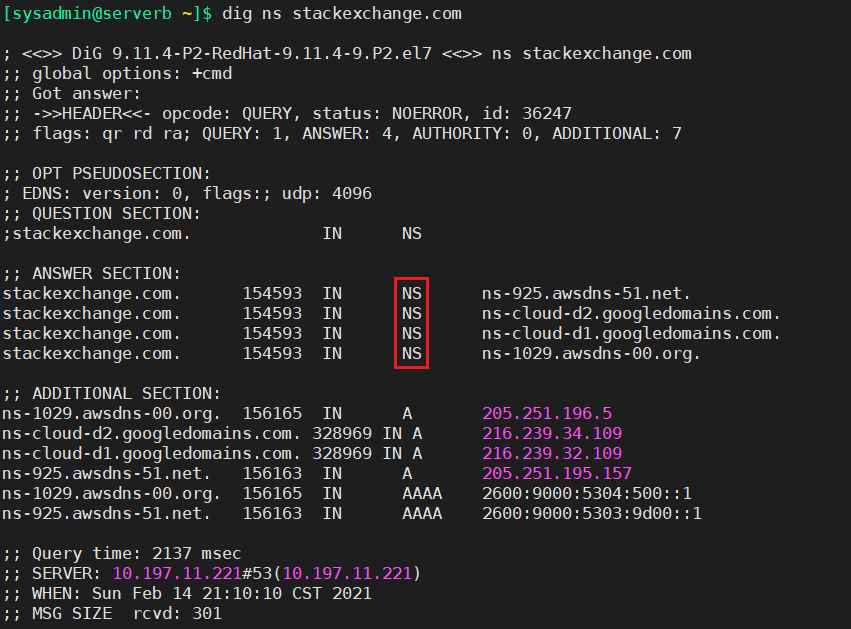 [sysadmin@serverb ~]$ dig ns stackexchange.com
; <<>> DiG 9.11.4-P2-RedHat-9.11.4-9.P2.el7 <<>> ns stackexchange.com
;; global options: +cmd
;; Got answer:
;; ->>HEADER<<- opcode: QUERY, status: NOERROR, id: 36247
;; flags: qr rd ra; QUERY: 1, ANSWER: 4, AUTHORITY: 0, ADDITIONAL: 7
;; OPT PSEUDOSECTION:
; EDNS: version: 0, flags:; udp: 4096
;; QUESTION SECTION:
;stackexchange.com. IN NS
;; ANSWER SECTION:
stackexchange.com. 154593 IN NS ns-925.awsdns-51.net.
stackexchange.com. 154593 IN NS ns-cloud-d2.googledomains.com.
stackexchange.com. 154593 IN NS ns-cloud-d1.googledomains.com.
stackexchange.com. 154593 IN NS ns-1029.awsdns-00.org.
;; ADDITIONAL SECTION:
ns-1029.awsdns-00.org. 156165 IN A 205.251.196.5
ns-cloud-d2.googledomains.com. 328969 IN A 216.239.34.109
ns-cloud-d1.googledomains.com. 328969 IN A 216.239.32.109
ns-925.awsdns-51.net. 156163 IN A 205.251.195.157
ns-1029.awsdns-00.org. 156165 IN AAAA 2600:9000:5304:500::1
ns-925.awsdns-51.net. 156163 IN AAAA 2600:9000:5303:9d00::1
;; Query time: 2137 msec
;; SERVER: 10.197.11.221#53(10.197.11.221)
;; WHEN: Sun Feb 14 21:10:10 CST 2021
;; MSG SIZE rcvd: 301